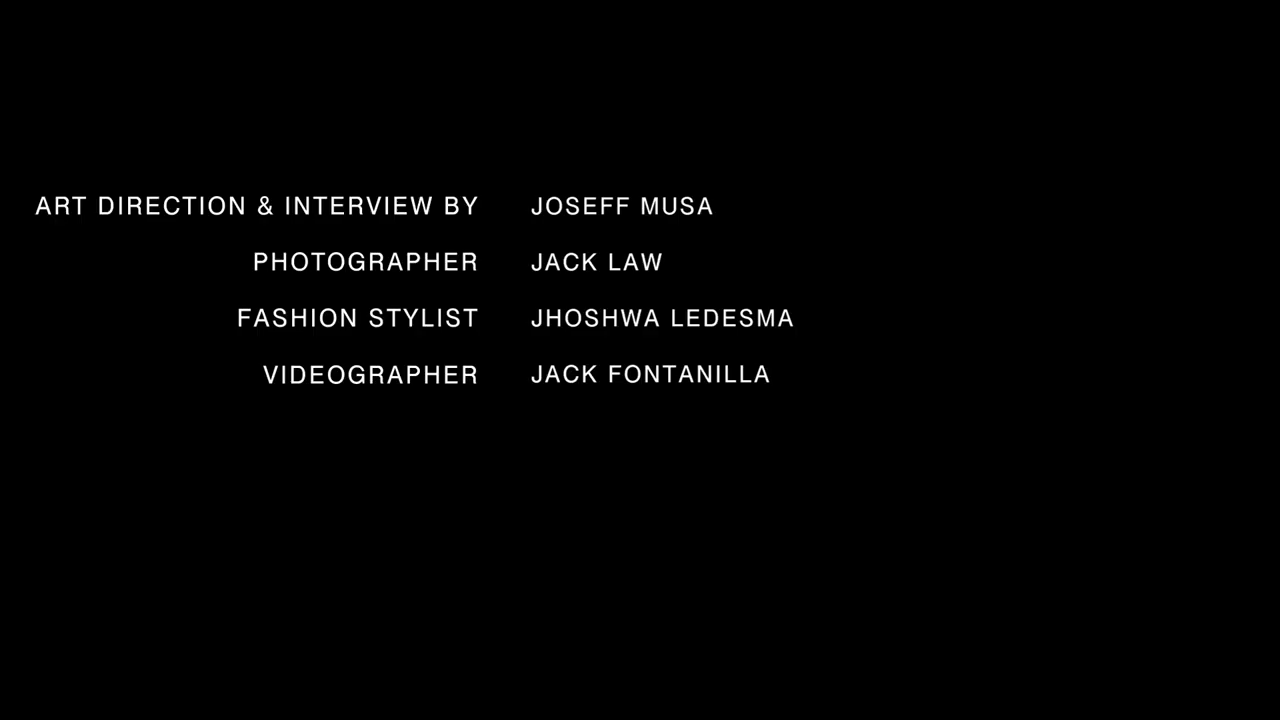 ART DIRECTION & INTERVIEW BY JOSEFF MUSA
PHOTOGRAPHER JACK LAW
FASHION STYLIST JHOSHWA LEDESMA
VIDEOGRAPHER JACK FONTANILLA